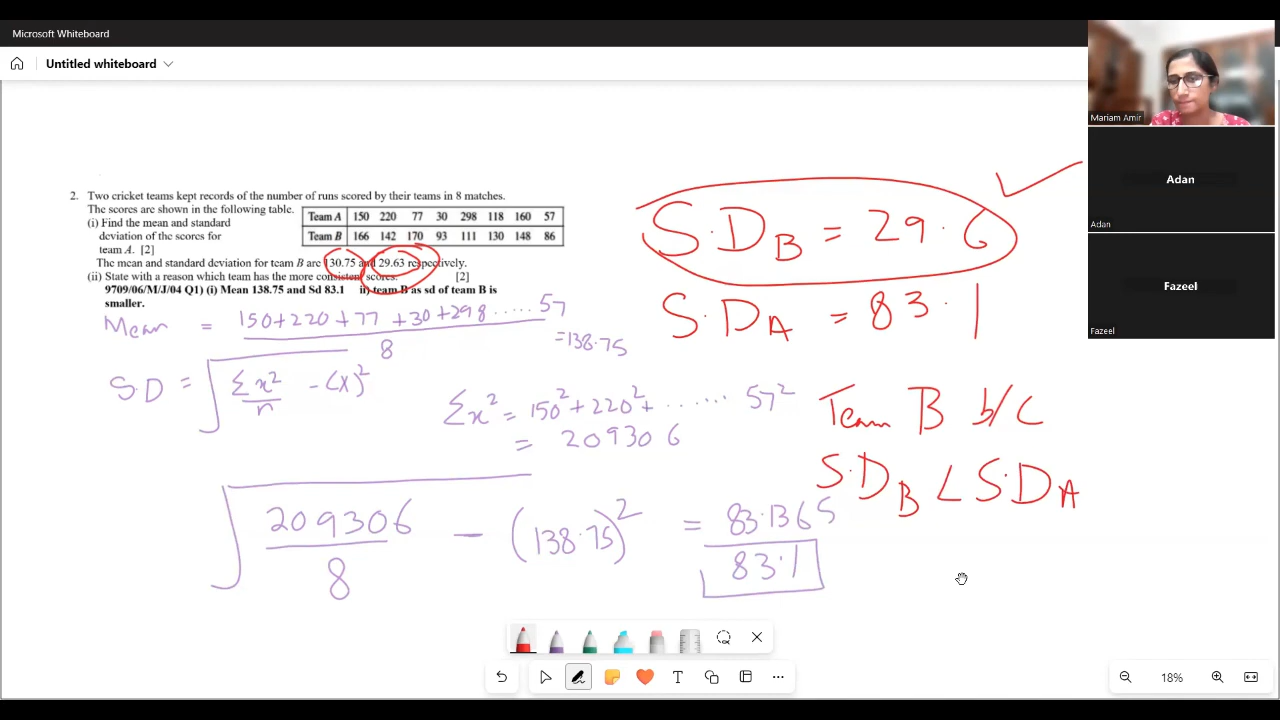 Microsoft Whiteboard
Untitled whiteboard
2. Two cricket teams kept records of the number of runs scored by their teams in 8 matches.
The scores are shown in the following table.
(i) Find the mean and standard
deviation of the scores for
team A. [2]
Team A 150 220 77 30 298 118 160 57
Team B 166 142 170 93 111 130 148 86
The mean and standard deviation for team B are 130.75 and 29.63 respectively.
(ii) State with a reason which team has the more consistent scores. [2]
9709/06/M/J/04 Q1) (i) Mean 138.75 and Sd 83.1 ii) team B as sd of team B is
smaller.
Mean = 150+220+77+30+298......57
8
=138.75
S.D = √ Σx² / n - (x)²
Σx² = 150²+220²+ ...... 57²
= 209306
√ 209306 / 8 - (138.75)² = 83.1365
83.1
S.D B = 29.6
S.D A = 83.1
Team B b/c
S.D B < S.D A
Mariam Amir
Adan
Adan
Fazeel
Fazeel
T
18%